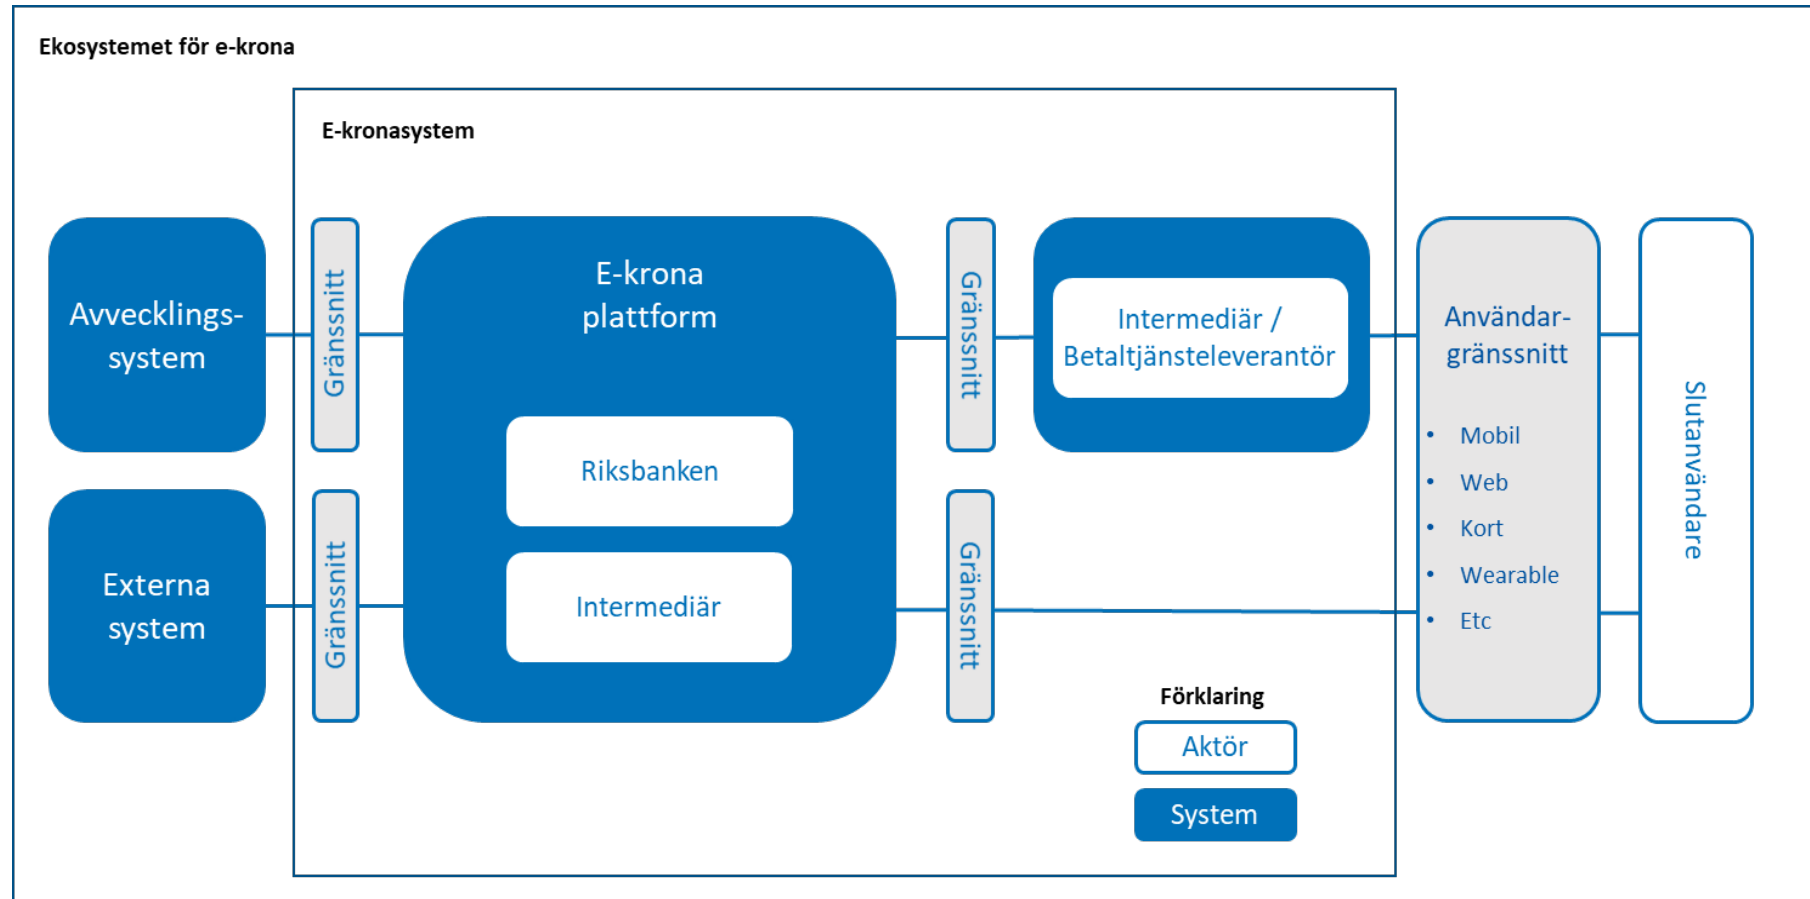 Ekosystemet för e-krona
E-kronasystem
Avvecklings-
system
Externa
system
Gränssnitt
Gränssnitt
E-krona
plattform
Riksbanken
Intermediär
Gränssnitt
Gränssnitt
Intermediär /
Betaltjänsteleverantör
Användar-
gränssnitt
• Mobil
• Web
• Kort
• Wearable
• Etc
Slutanvändare
Förklaring
Aktör
System